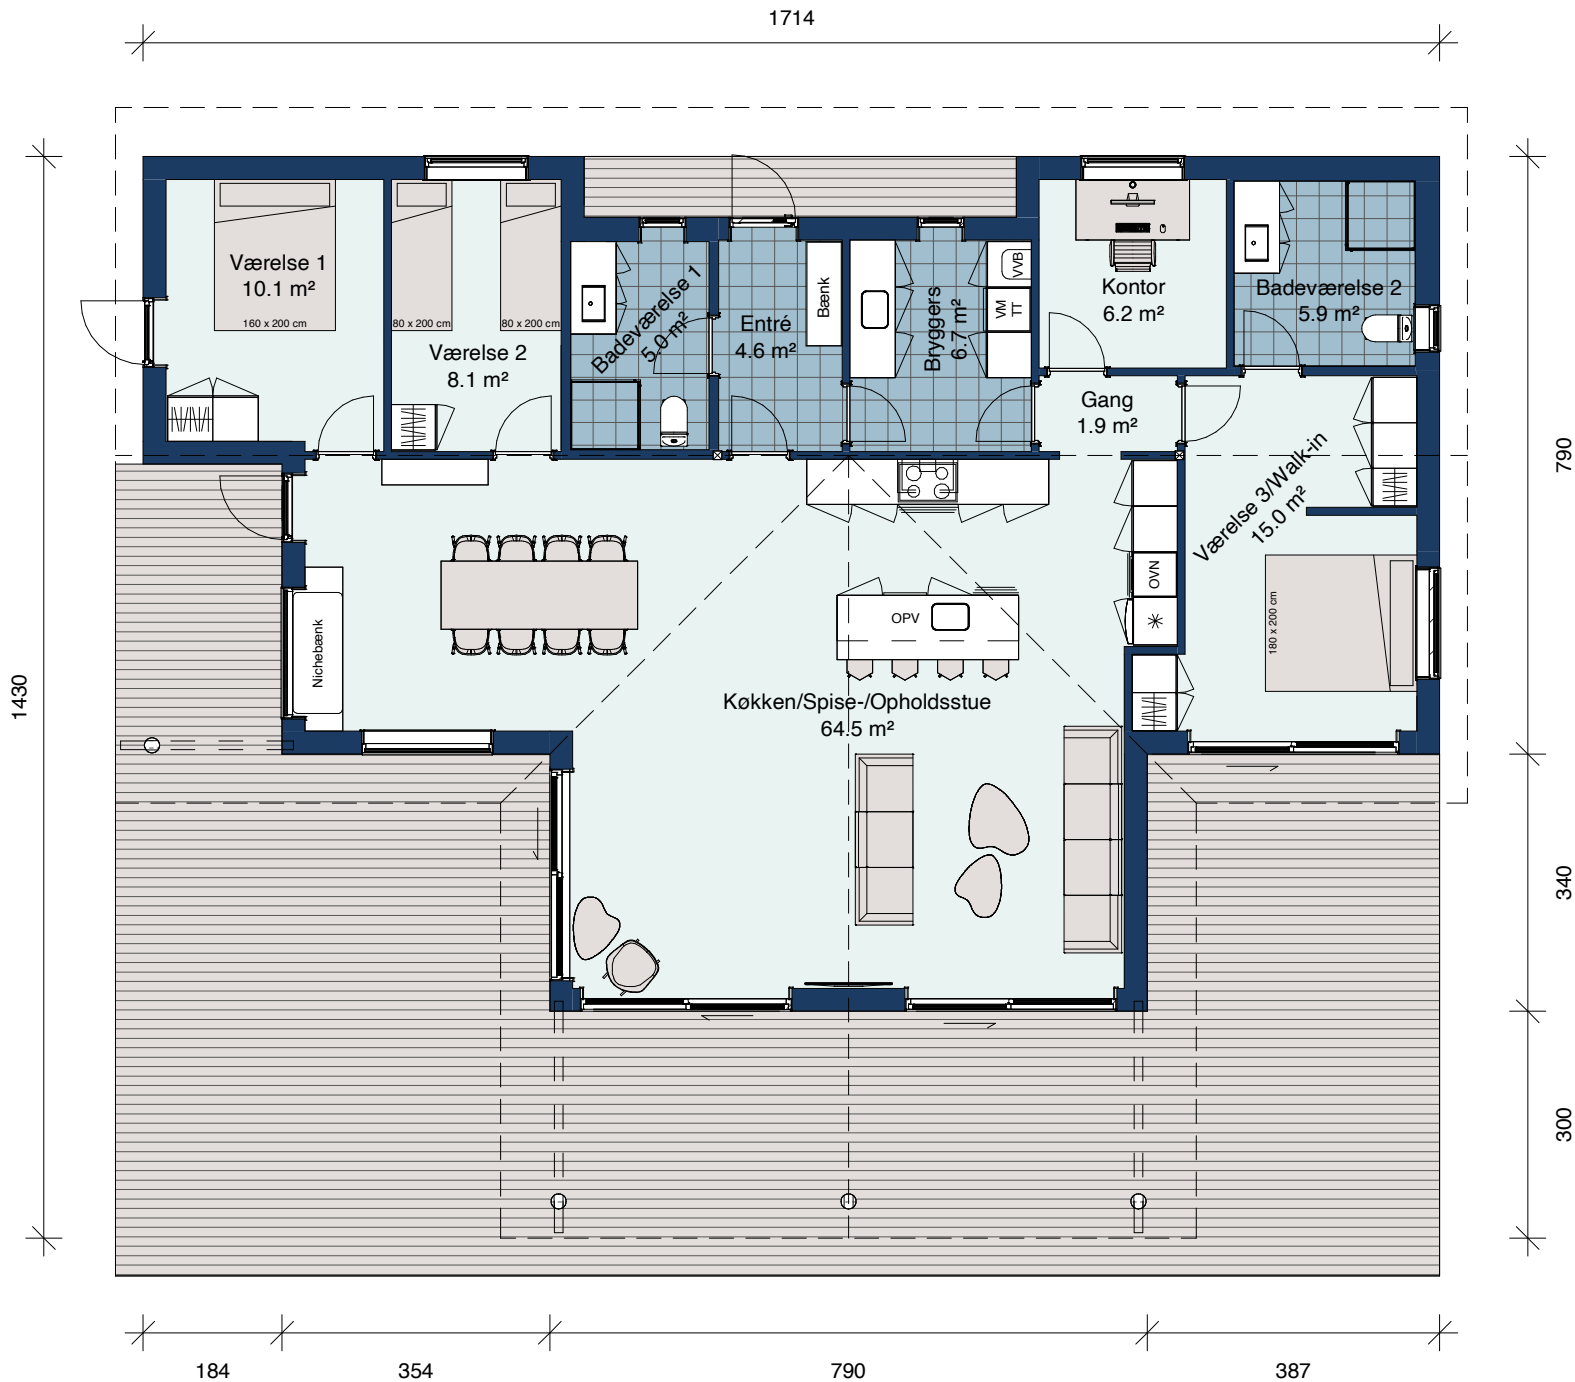 1714
Værelse 1
10.1 m²
160 x 200 cm
80 x 200 cm
80 x 200 cm
Værelse 2
8.1 m²
Badeværelse 1
5.0 m²
Entré
4.6 m²
Bænk
Bryggers
6.7 m²
VVB
VM
TT
Kontor
6.2 m²
Badeværelse 2
5.9 m²
Gang
1.9 m²
Værelse 3/Walk-in
15.0 m²
180 x 200 cm
OVN
OPV
Nichebænk
Køkken/Spise-/Opholdsstue
64.5 m²
1430
790
340
300
184
354
790
387